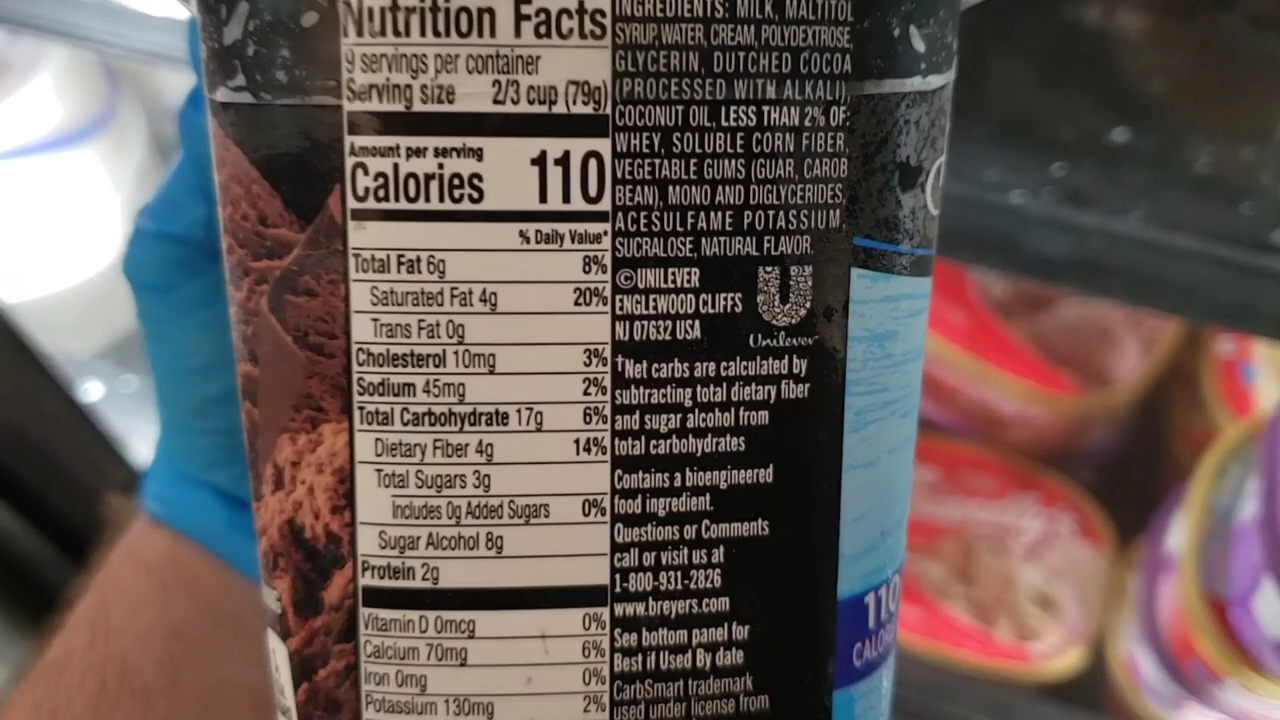 Nutrition Facts
9 servings per container
Serving size 2/3 cup (79g)
Amount per serving
Calories 110
% Daily Value*
Total Fat 6g 8%
Saturated Fat 4g 20%
Trans Fat 0g
Cholesterol 10mg 3%
Sodium 45mg 2%
Total Carbohydrate 17g 6%
Dietary Fiber 4g 14%
Total Sugars 3g
Includes 0g Added Sugars 0%
Sugar Alcohol 8g
Protein 2g
Vitamin D 0mcg 0%
Calcium 70mg 6%
Iron 0mg 0%
Potassium 130mg 2%
INGREDIENTS: MILK, MALTITOL
SYRUP, WATER, CREAM, POLYDEXTROSE,
GLYCERIN, DUTCHED COCOA
(PROCESSED WITH ALKALI),
COCONUT OIL, LESS THAN 2% OF:
WHEY, SOLUBLE CORN FIBER,
VEGETABLE GUMS (GUAR, CAROB
BEAN), MONO AND DIGLYCERIDES,
ACESULFAME POTASSIUM,
SUCRALOSE, NATURAL FLAVOR.
©UNILEVER
ENGLEWOOD CLIFFS
NJ 07632 USA
Unilever
†Net carbs are calculated by
subtracting total dietary fiber
and sugar alcohol from
total carbohydrates
Contains a bioengineered
food ingredient.
Questions or Comments
call or visit us at
1-800-931-2826
www.breyers.com
See bottom panel for
Best if Used By date
CarbSmart trademark
used under license from
110